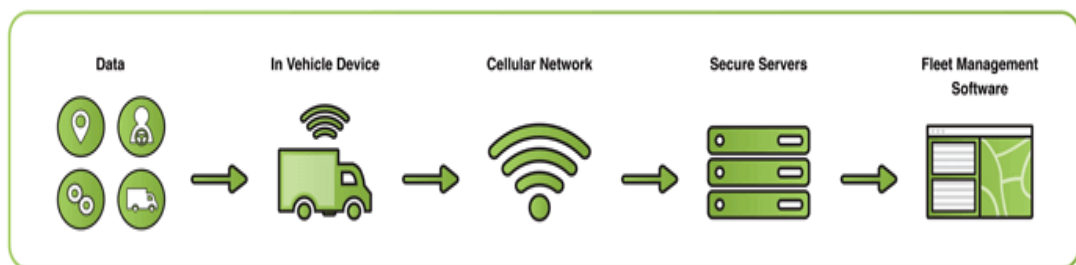 Data
In Vehicle Device
Cellular Network
Secure Servers
Fleet Management
Software